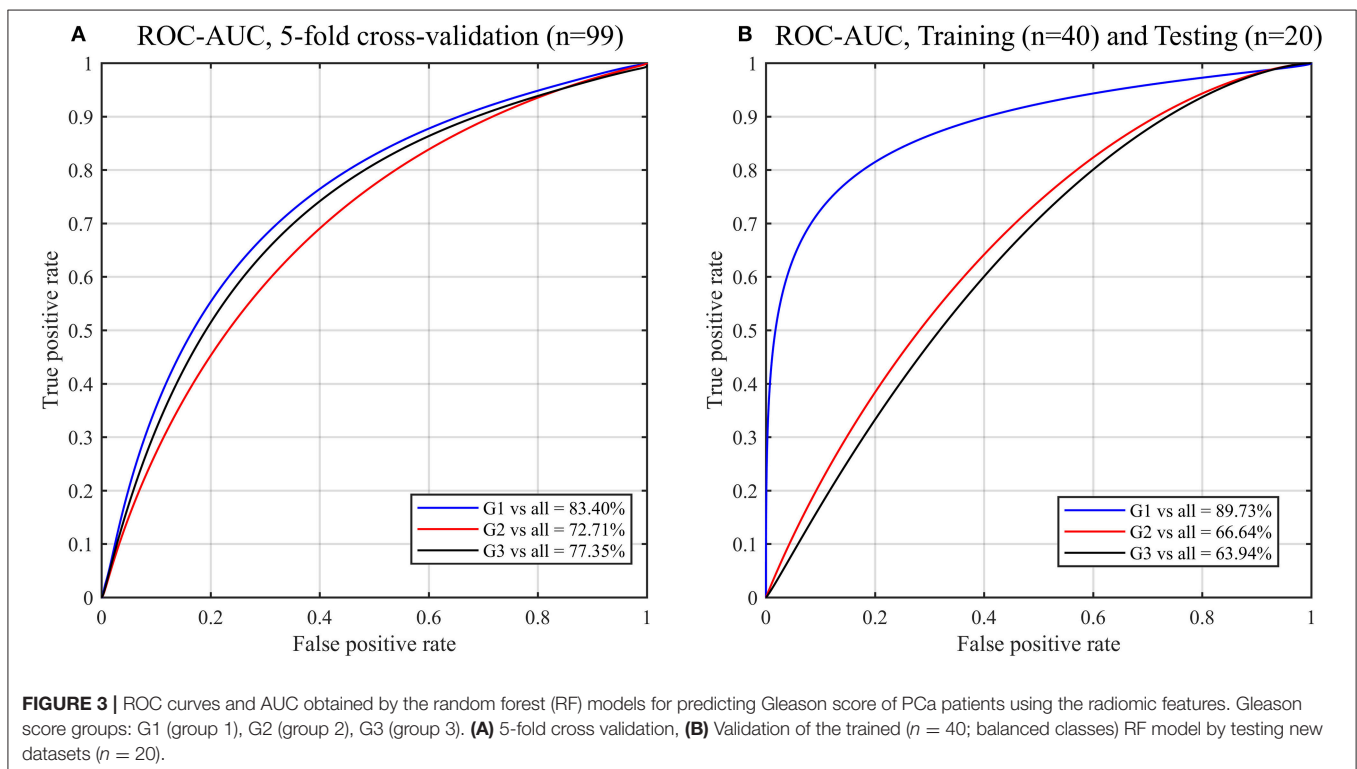 A ROC-AUC, 5-fold cross-validation (n=99)
1
0.9
0.8
0.7
0.6
0.5
0.4
0.3
0.2
0.1
0
True positive rate
G1 vs all = 83.40%
G2 vs all = 72.71%
G3 vs all = 77.35%
0 0.2 0.4 0.6 0.8 1
False positive rate
B ROC-AUC, Training (n=40) and Testing (n=20)
1
0.9
0.8
0.7
0.6
0.5
0.4
0.3
0.2
0.1
0
True positive rate
G1 vs all = 89.73%
G2 vs all = 66.64%
G3 vs all = 63.94%
0 0.2 0.4 0.6 0.8 1
False positive rate
FIGURE 3 | ROC curves and AUC obtained by the random forest (RF) models for predicting Gleason score of PCa patients using the radiomic features. Gleason
score groups: G1 (group 1), G2 (group 2), G3 (group 3). (A) 5-fold cross validation, (B) Validation of the trained (n = 40; balanced classes) RF model by testing new
datasets (n = 20).